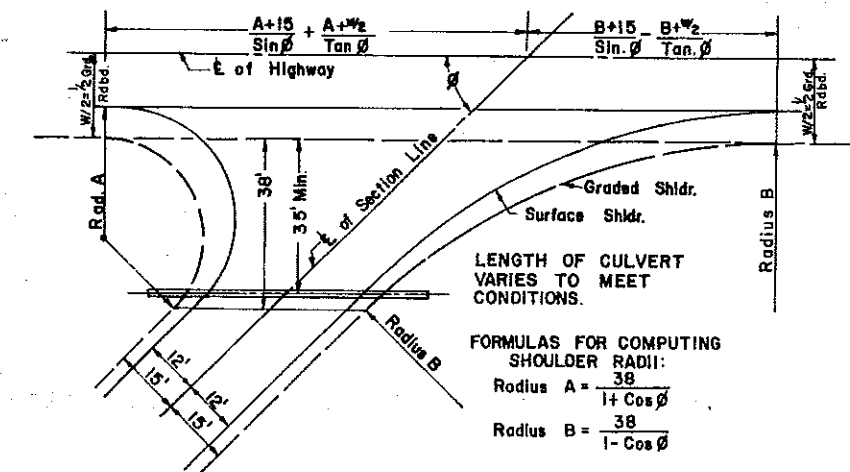 A+15 / Sin Ø + A+W/2 / Tan Ø
B+15 / Sin. Ø - B+W/2 / Tan. Ø
℄ of Highway
Ø
W/2=½ Grd. Rdbd.
W/2=½ Grd. Rdbd.
Rad. A
38'
35' Min.
℄ of Section Line
Graded Shldr.
Surface Shldr.
Radius B
LENGTH OF CULVERT
VARIES TO MEET
CONDITIONS.
Radius B
FORMULAS FOR COMPUTING
SHOULDER RADII:
Radius A = 38 / 1+ Cos Ø
Radius B = 38 / 1- Cos Ø
12'
12'
15'
15'